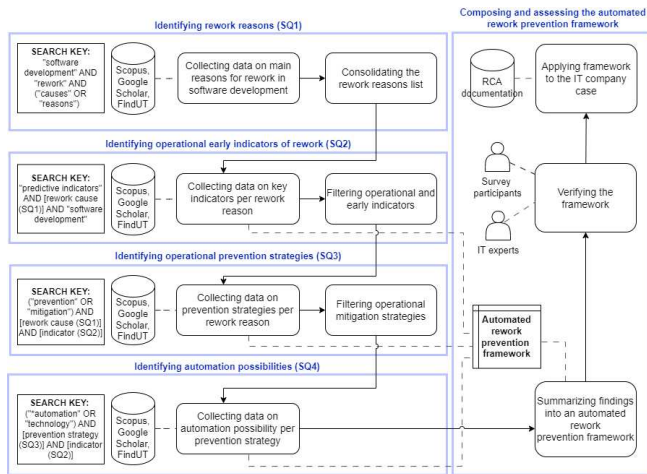 Identifying rework reasons (SQ1)
SEARCH KEY:
"software
development" AND
"rework" AND
("causes" OR
"reasons")
Scopus,
Google
Scholar,
FindUT
Collecting data on main
reasons for rework in
software development
Consolidating the
rework reasons list
Identifying operational early indicators of rework (SQ2)
SEARCH KEY:
"predictive indicators"
AND [rework cause
(SQ1)] AND "software
development"
Scopus,
Google
Scholar,
FindUT
Collecting data on key
indicators per rework
reason
Filtering operational and
early indicators
Identifying operational prevention strategies (SQ3)
SEARCH KEY:
("prevention" OR
"mitigation") AND
[rework cause (SQ1)]
AND [indicator (SQ2)]
Scopus,
Google
Scholar,
FindUT
Collecting data on
prevention strategies per
rework reason
Filtering operational
mitigation strategies
Identifying automation possibilities (SQ4)
SEARCH KEY:
("*automation" OR
"technology") AND
[prevention strategy
(SQ3)] AND [indicator
(SQ2)]
Scopus,
Google
Scholar,
FindUT
Collecting data on
automation possibility per
prevention strategy
Composing and assessing the automated
rework prevention framework
RCA
documentation
Applying framework
to the IT company
case
Survey
participants
IT experts
Verifying the
framework
Automated
rework
prevention
framework
Summarizing findings
into an automated
rework prevention
framework